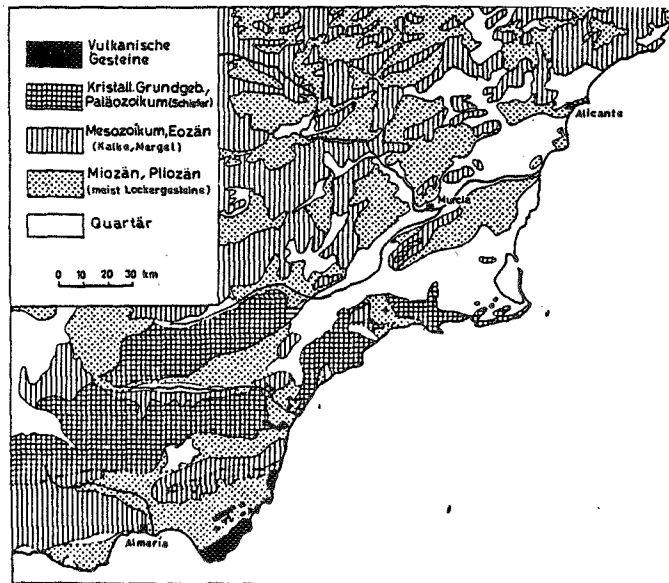 Vulkanische
Gesteine
Kristall. Grundgeb.,
Paläozoikum (Schiefer)
Mesozoikum, Eozän
(Kalke, Mergel)
Miozän, Pliozän
(meist Lockergesteine)
Quartär
0 10 20 30 km
Alicante
Murcia
Almería